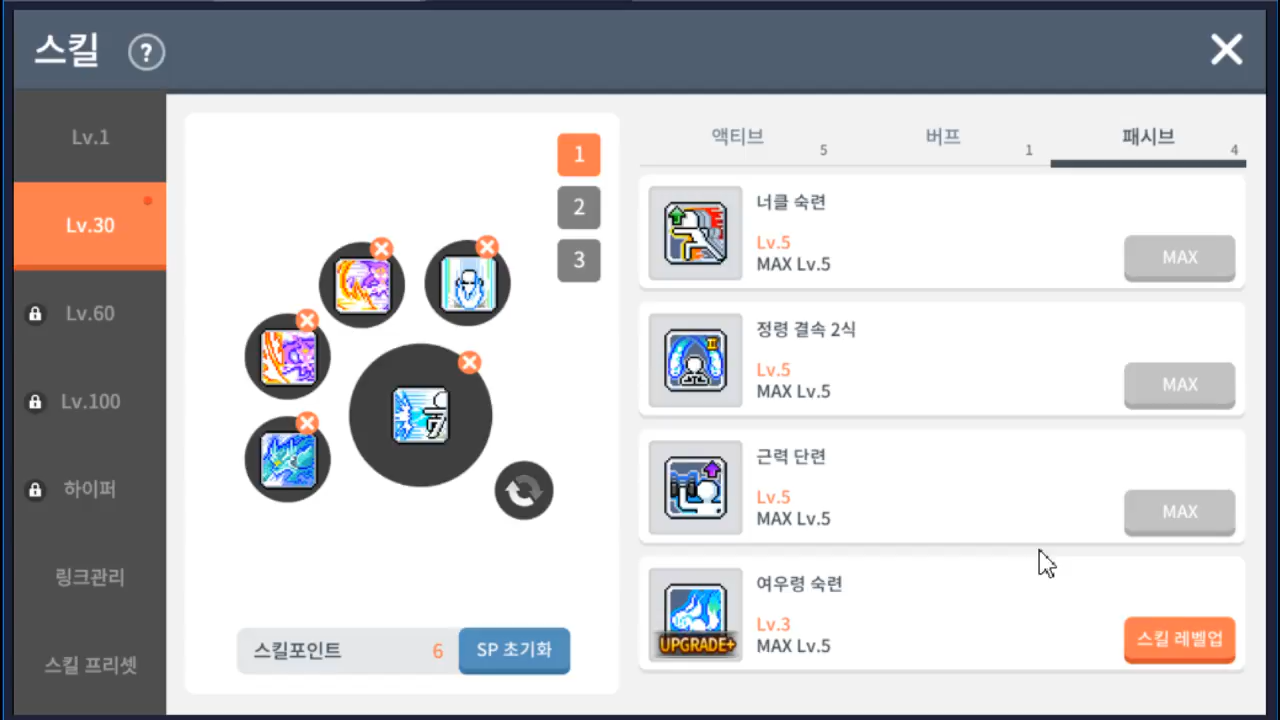 스킬 ?
Lv.1
Lv.30
Lv.60
Lv.100
하이퍼
링크관리
스킬 프리셋
1
2
3
스킬포인트 6 SP 초기화
액티브 5 버프 1 패시브 4
너클 숙련
Lv.5
MAX Lv.5
MAX
정령 결속 2식
Lv.5
MAX Lv.5
MAX
근력 단련
Lv.5
MAX Lv.5
MAX
여우령 숙련
UPGRADE+
Lv.3
MAX Lv.5
스킬 레벨업